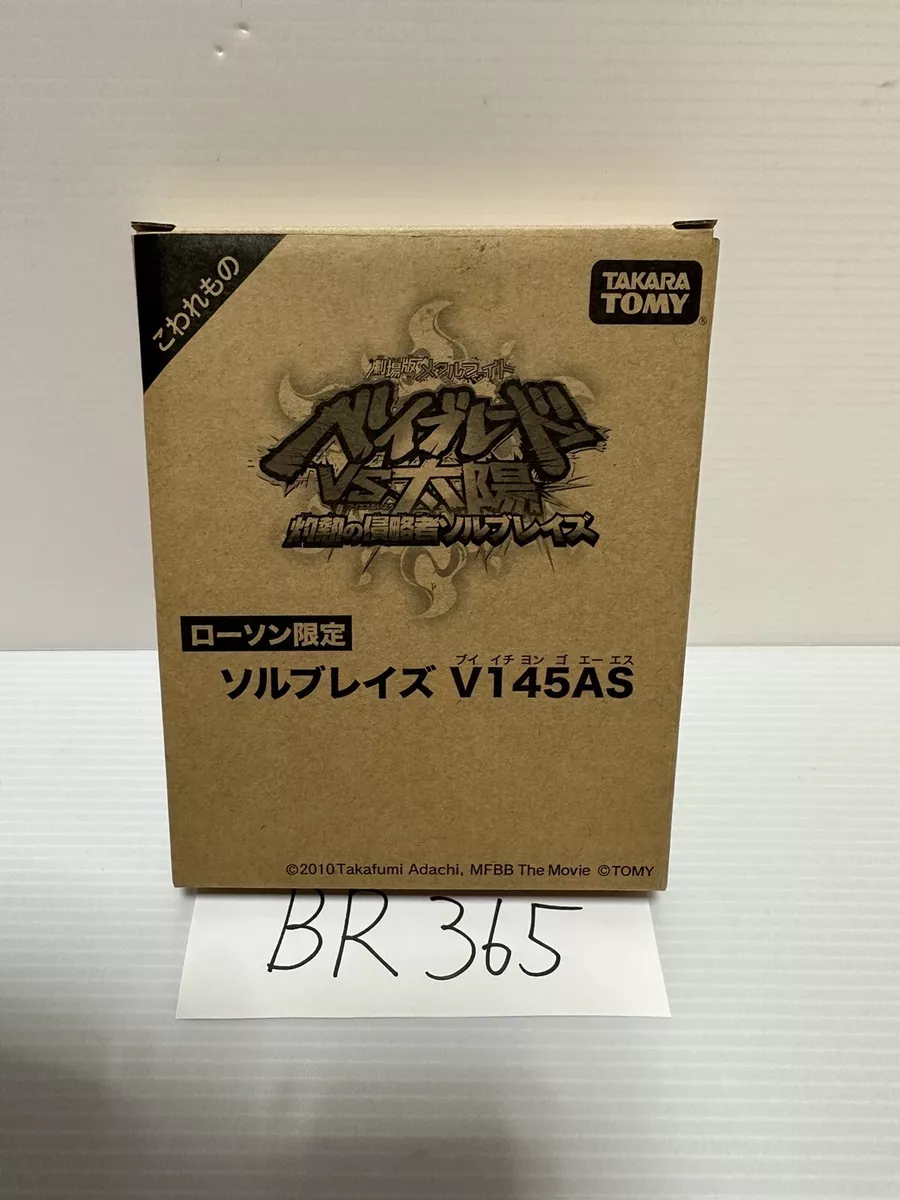 こわれもの
TAKARA
TOMY
®
劇場版メタルファイト
ベイブレード
VS太陽
灼熱の侵略者ソルブレイズ
ローソン限定
ブイ イチ ヨン ゴ エー エス
ソルブレイズ V145AS
©2010 Takafumi Adachi, MFBB The Movie ©TOMY
BR365